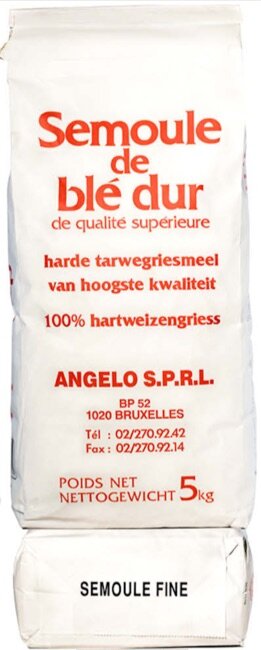 Semoule
de
blé dur
de qualité supérieure
harde tarwegriesmeel
van hoogste kwaliteit
100% hartweizengriess
ANGELO S.P.R.L.
BP 52
1020 BRUXELLES
Tél : 02/270.92.42
Fax : 02/270.92.14
POIDS NET
NETTOGEWICHT 5kg
SEMOULE FINE